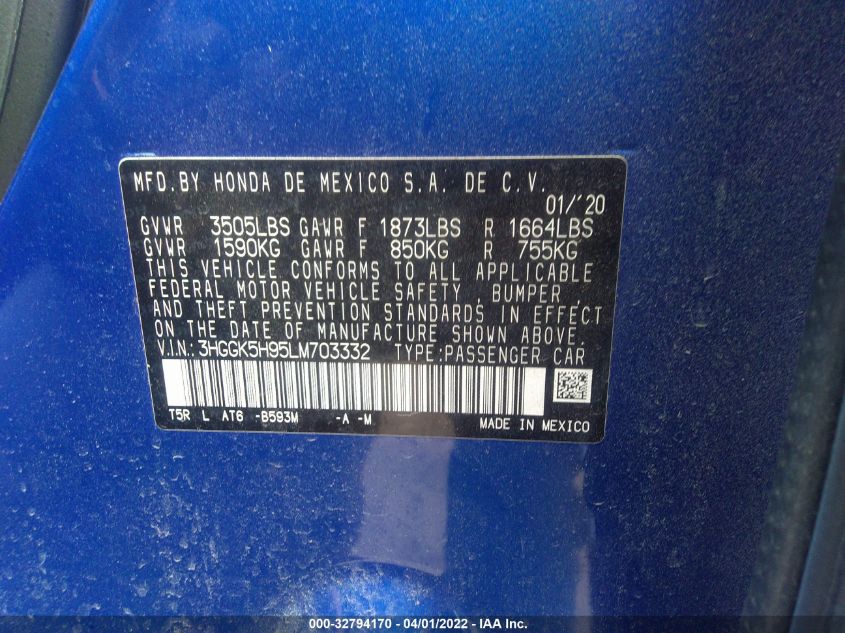 MFD.BY HONDA DE MEXICO S.A. DE C.V.
01/'20
GVWR 3505LBS GAWR F 1873LBS R 1664LBS
GVWR 1590KG GAWR F 850KG R 755KG
THIS VEHICLE CONFORMS TO ALL APPLICABLE
FEDERAL MOTOR VEHICLE SAFETY , BUMPER ,
AND THEFT PREVENTION STANDARDS IN EFFECT
ON THE DATE OF MANUFACTURE SHOWN ABOVE.
V.I.N.: 3HGGK5H95LM703332 TYPE:PASSENGER CAR
T5R L AT6 -B593M -A -M
MADE IN MEXICO
000-32794170 - 04/01/2022 - IAA Inc.